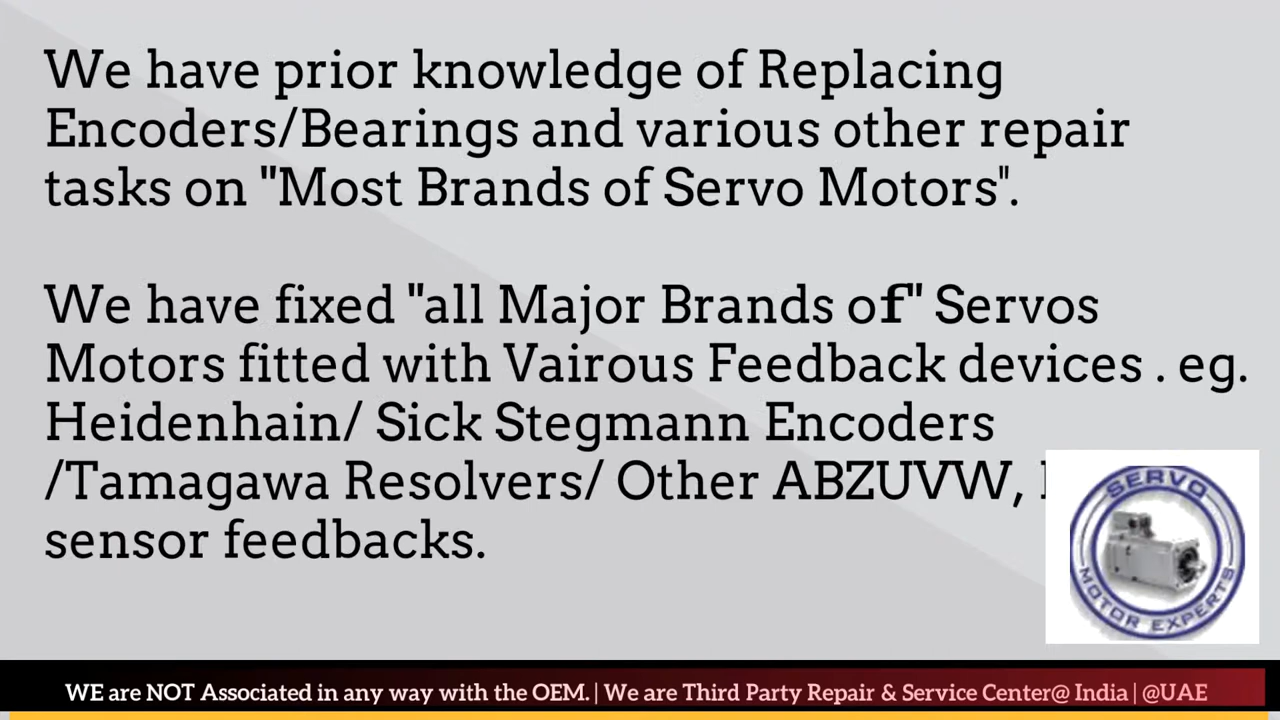 We have prior knowledge of Replacing
Encoders/Bearings and various other repair
tasks on "Most Brands of Servo Motors".
We have fixed "all Major Brands of" Servos
Motors fitted with Vairous Feedback devices . eg.
Heidenhain/ Sick Stegmann Encoders
/Tamagawa Resolvers/ Other ABZUVW,
sensor feedbacks.
SERVO
MOTOR EXPERTS
WE are NOT Associated in any way with the OEM. | We are Third Party Repair & Service Center@ India | @UAE